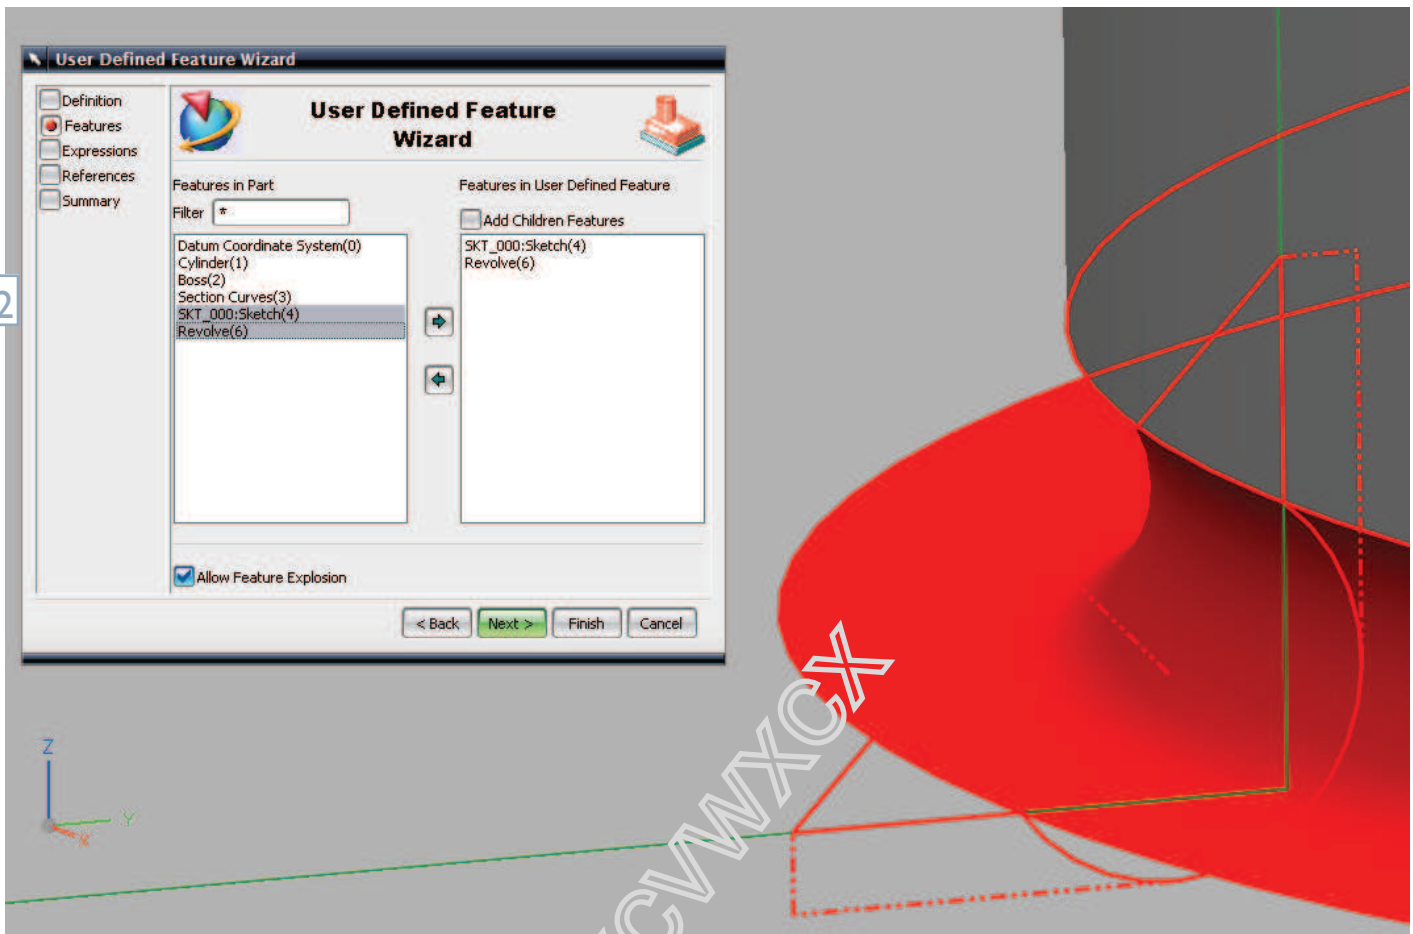 User Defined Feature Wizard
Definition
Features
Expressions
References
Summary
User Defined Feature
Wizard
Features in Part
Filter *
Datum Coordinate System(0)
Cylinder(1)
Boss(2)
Section Curves(3)
SKT_000:Sketch(4)
Revolve(6)
Features in User Defined Feature
Add Children Features
SKT_000:Sketch(4)
Revolve(6)
Allow Feature Explosion
< Back Next > Finish Cancel
2
Z
Y
X